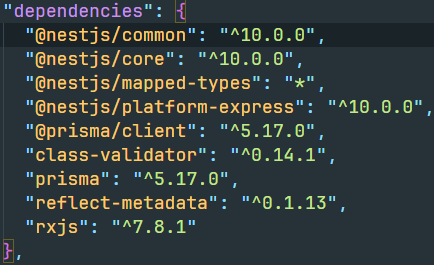 "dependencies": {
"@nestjs/common": "^10.0.0",
"@nestjs/core": "^10.0.0",
"@nestjs/mapped-types": "*",
"@nestjs/platform-express": "^10.0.0",
"@prisma/client": "^5.17.0",
"class-validator": "^0.14.1",
"prisma": "^5.17.0",
"reflect-metadata": "^0.1.13",
"rxjs": "^7.8.1"
},